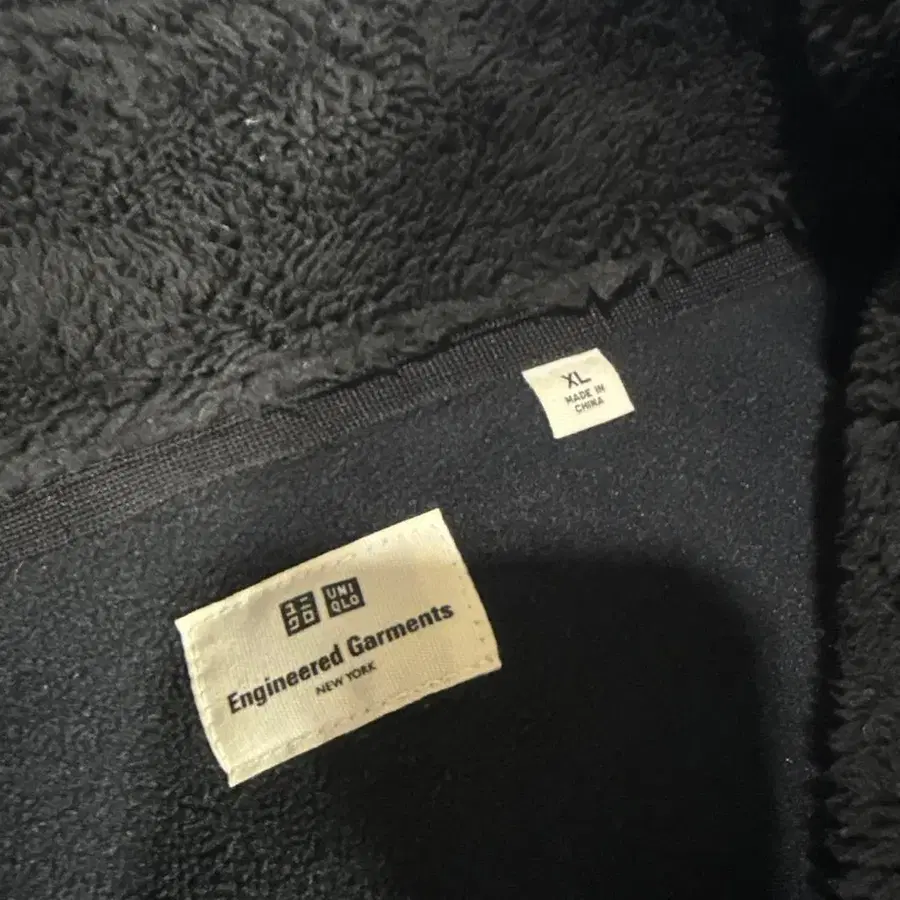 XL
MADE IN
CHINA
ユニ
クロ
UNI
QLO
Engineered Garments
NEW YORK